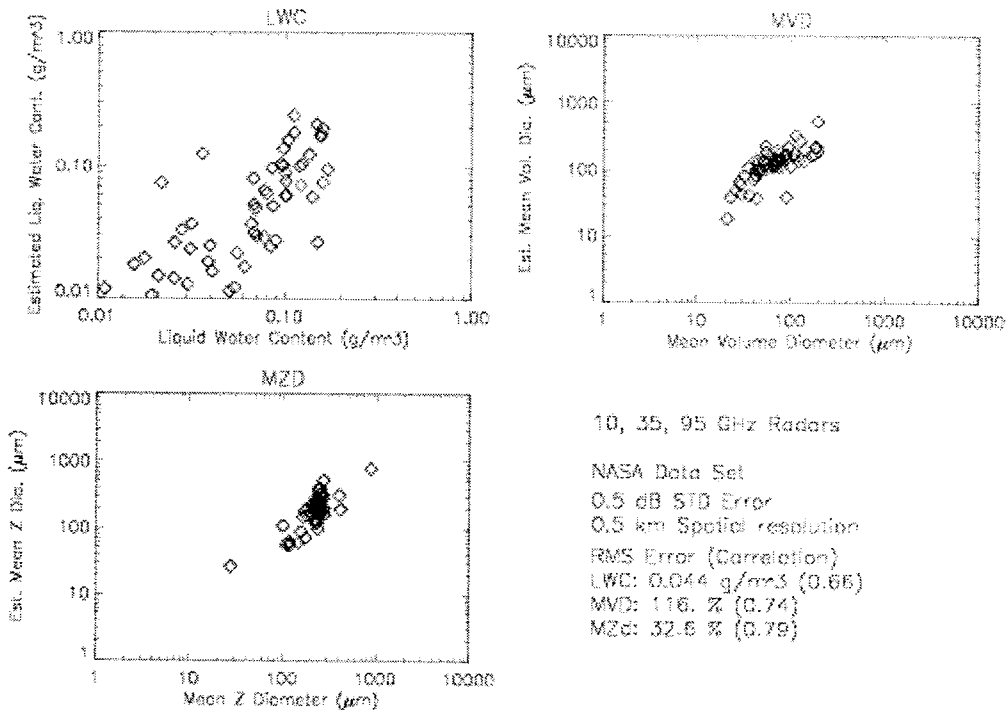 LWC
Estimated Liq. Water Cont. (g/m3)
1.00
0.10
0.01
0.01 0.10 1.00
Liquid Water Content (g/m3)
MVD
Est. Mean Vol. Dia. (μm)
10000
1000
100
10
1
1 10 100 1000 10000
Mean Volume Diameter (μm)
MZD
Est. Mean Z Dia. (μm)
10000
1000
100
10
1
1 10 100 1000 10000
Mean Z Diameter (μm)
10, 35, 95 GHz Radars
NASA Data Set
0.5 dB STD Error
0.5 km Spatial resolution
RMS Error (Correlation)
LWC: 0.044 g/m3 (0.66)
MVD: 116. % (0.74)
MZd: 32.6 % (0.79)